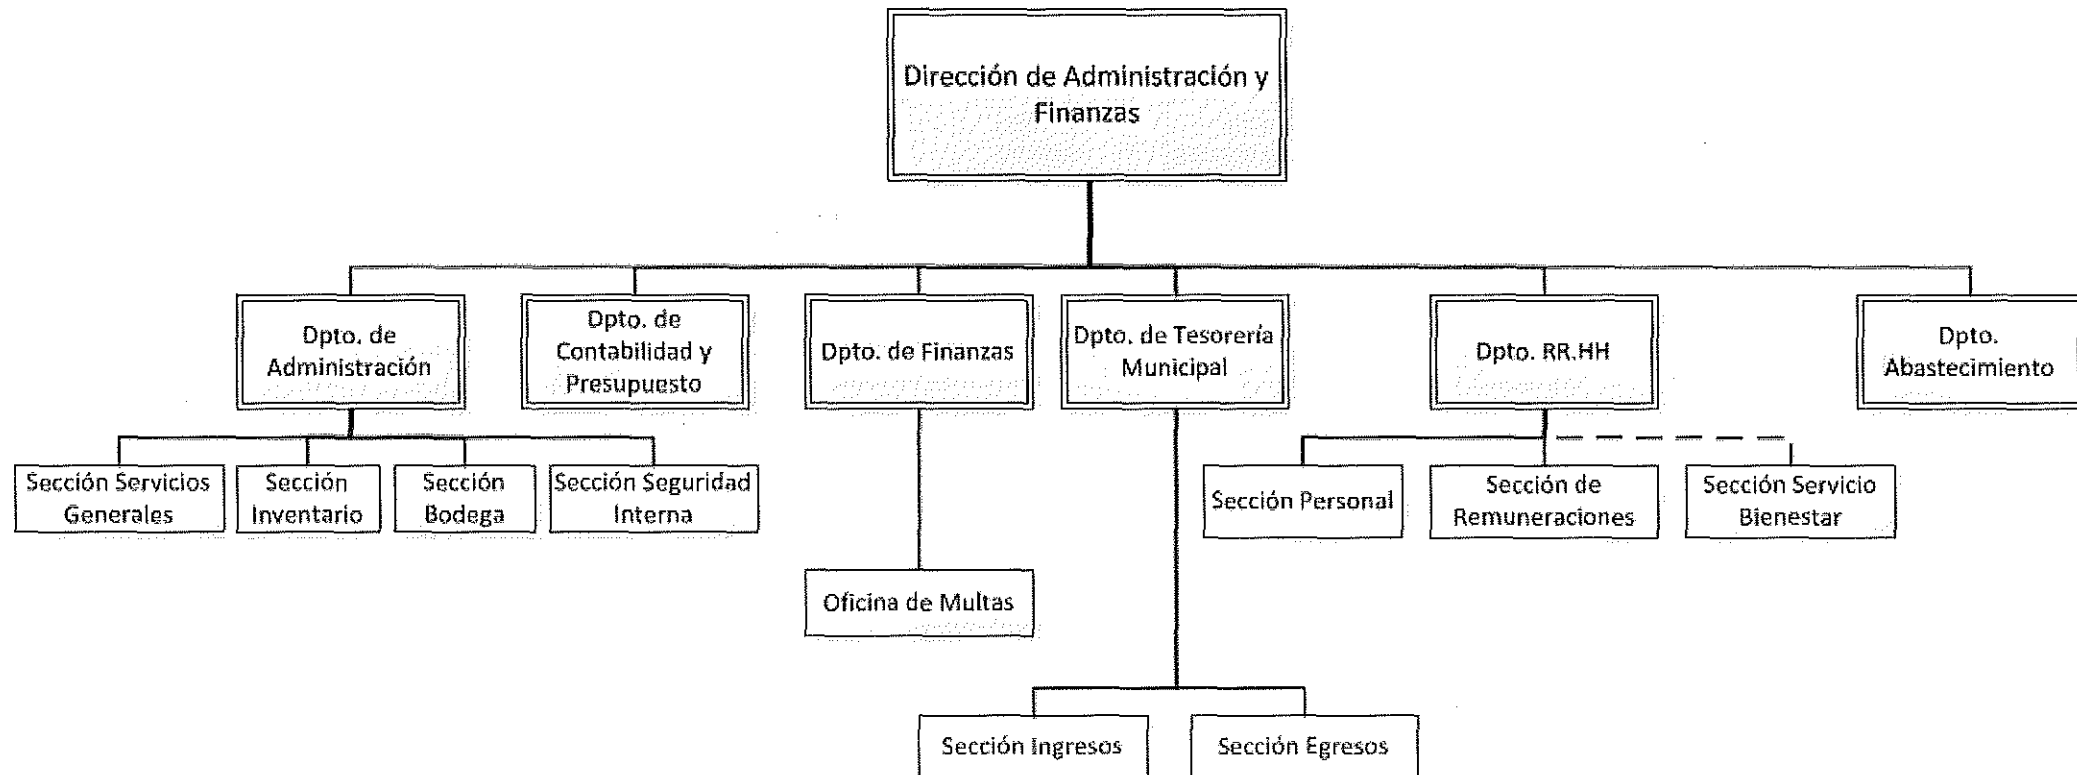 Dirección de Administración y
Finanzas
Dpto. de
Administración
Dpto. de
Contabilidad y
Presupuesto
Dpto. de Finanzas
Dpto. de Tesorería
Municipal
Dpto. RR.HH
Dpto.
Abastecimiento
Sección Servicios
Generales
Sección
Inventario
Sección
Bodega
Sección Seguridad
Interna
Sección Personal
Sección de
Remuneraciones
Sección Servicio
Bienestar
Oficina de Multas
Sección Ingresos
Sección Egresos